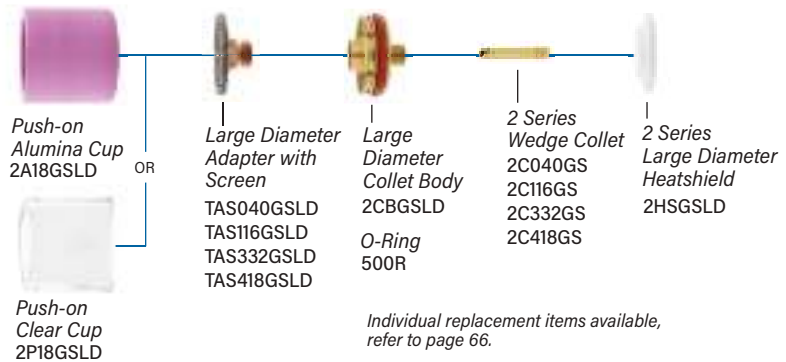 Push-on
Alumina Cup
2A18GSLD
OR
Push-on
Clear Cup
2P18GSLD
Large Diameter
Adapter with
Screen
TAS040GSLD
TAS116GSLD
TAS332GSLD
TAS418GSLD
Large
Diameter
Collet Body
2CBGSLD
O-Ring
500R
2 Series
Wedge Collet
2C040GS
2C116GS
2C332GS
2C418GS
2 Series
Large Diameter
Heatshield
2HSGSLD
Individual replacement items available,
refer to page 66.